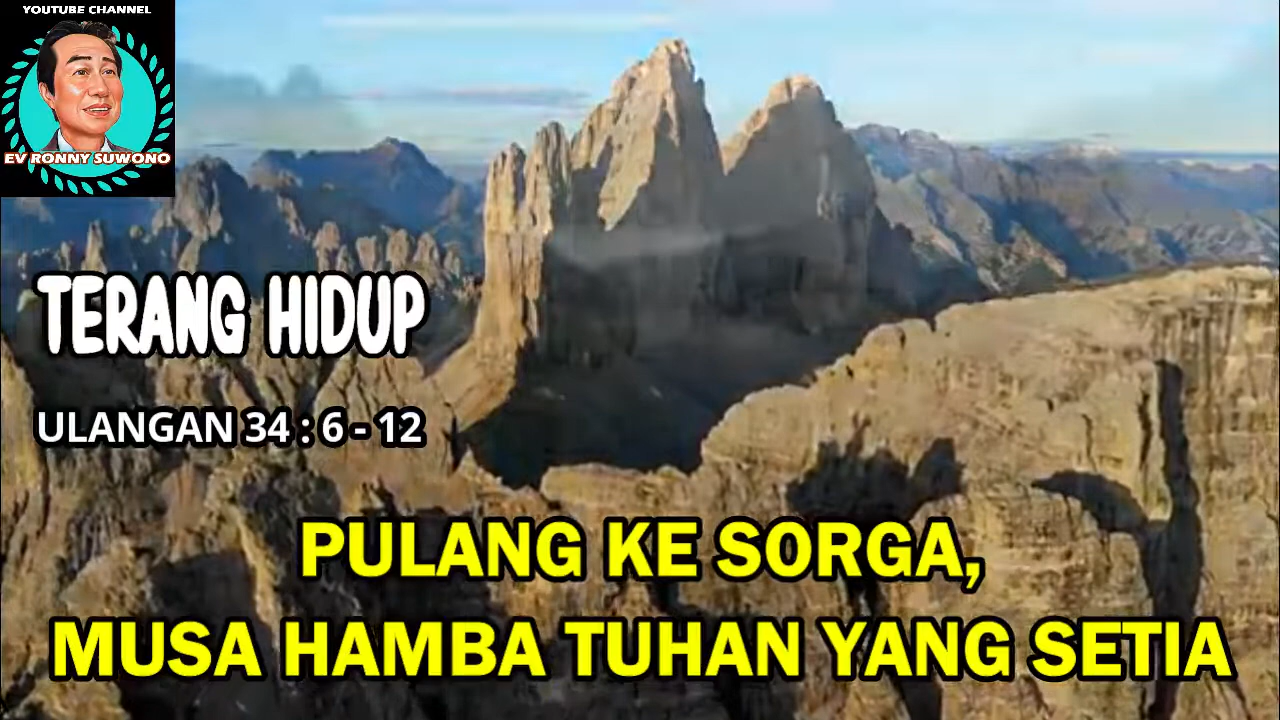 YOUTUBE CHANNEL
EV RONNY SUWONO
TERANG HIDUP
ULANGAN 34 : 6 - 12
PULANG KE SORGA,
MUSA HAMBA TUHAN YANG SETIA